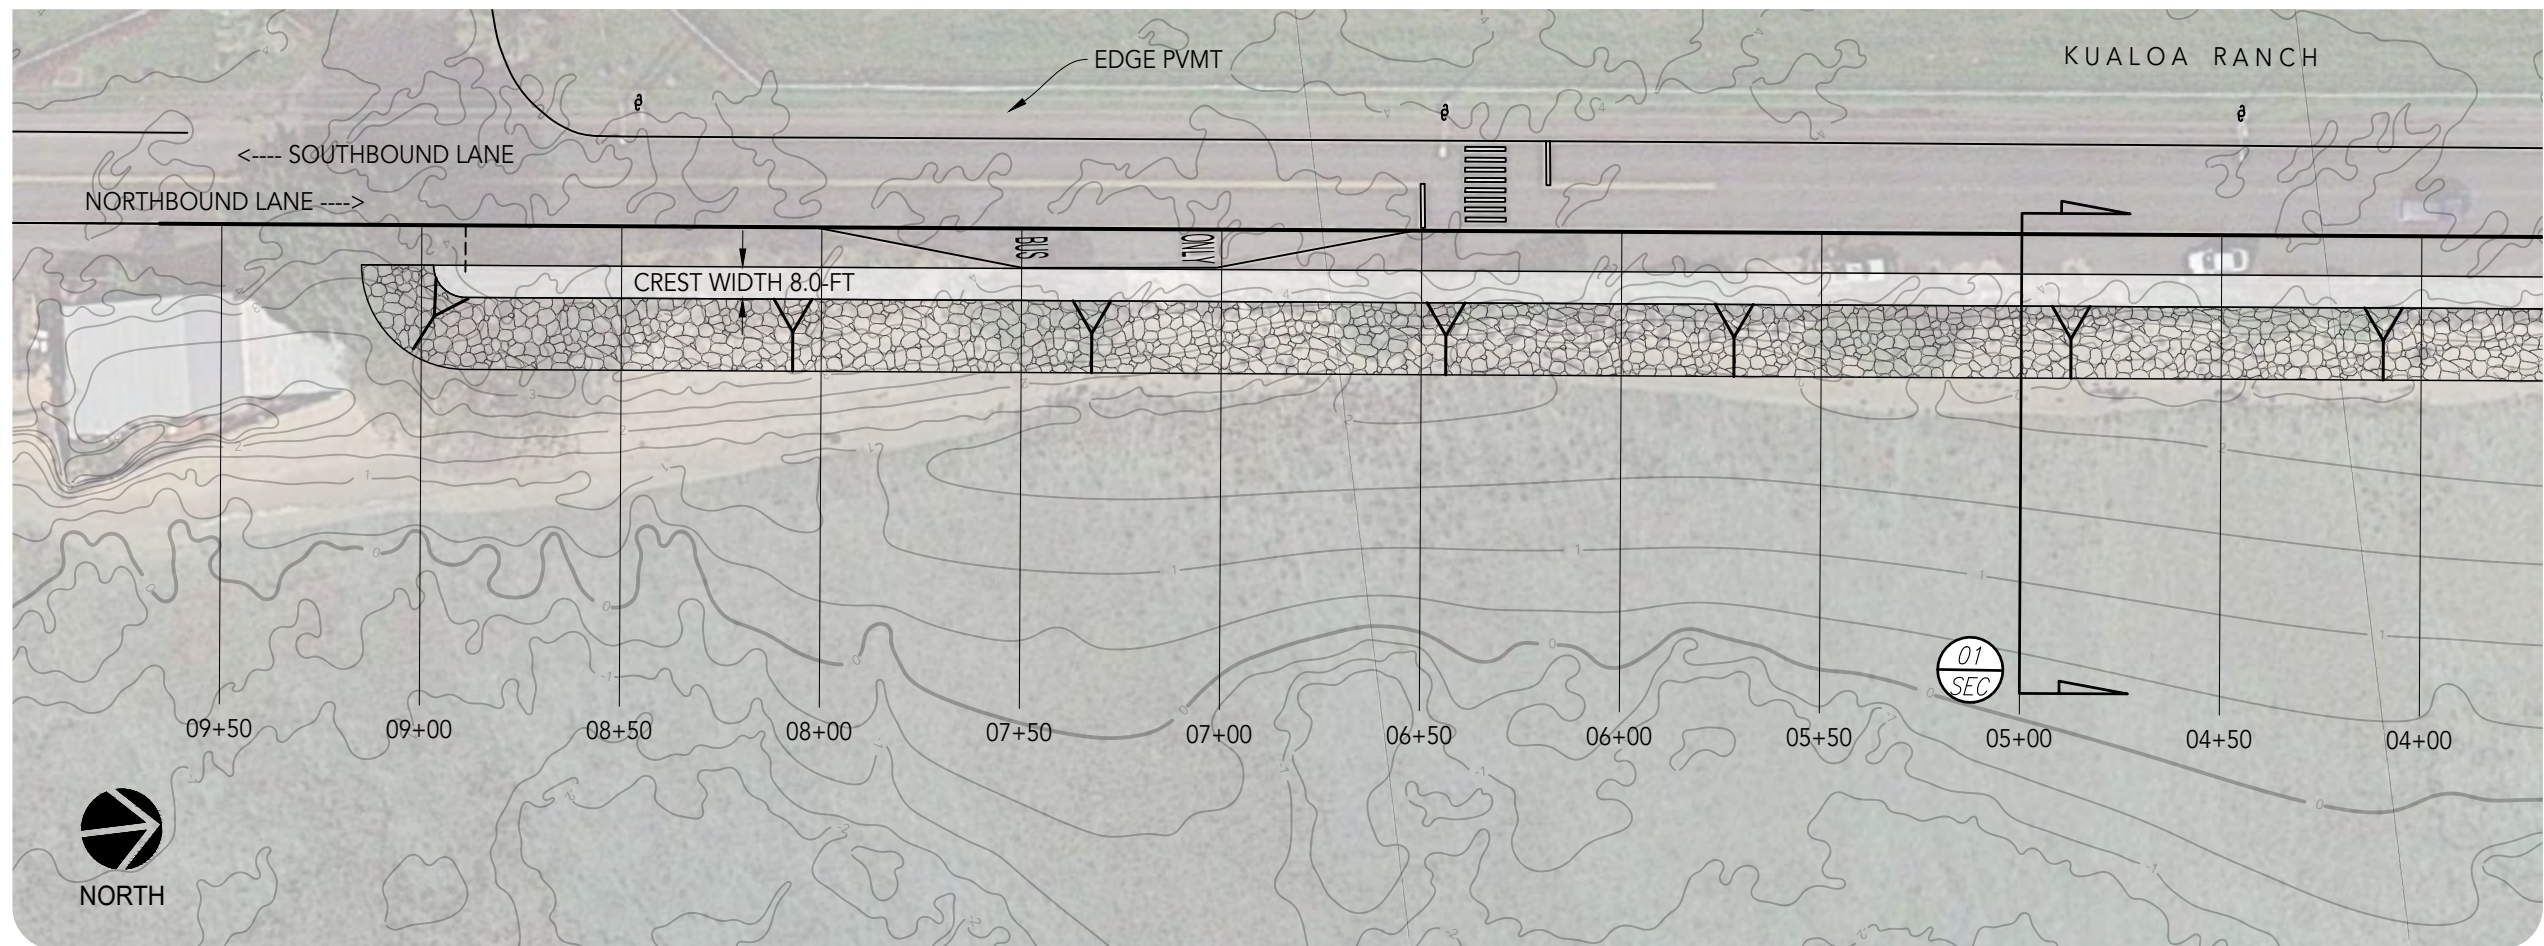 KUALOA RANCH
EDGE PVMT
<---- SOUTHBOUND LANE
NORTHBOUND LANE ---->
BUS
ONLY
CREST WIDTH 8.0-FT
01
SEC
09+50
09+00
08+50
08+00
07+50
07+00
06+50
06+00
05+50
05+00
04+50
04+00
NORTH